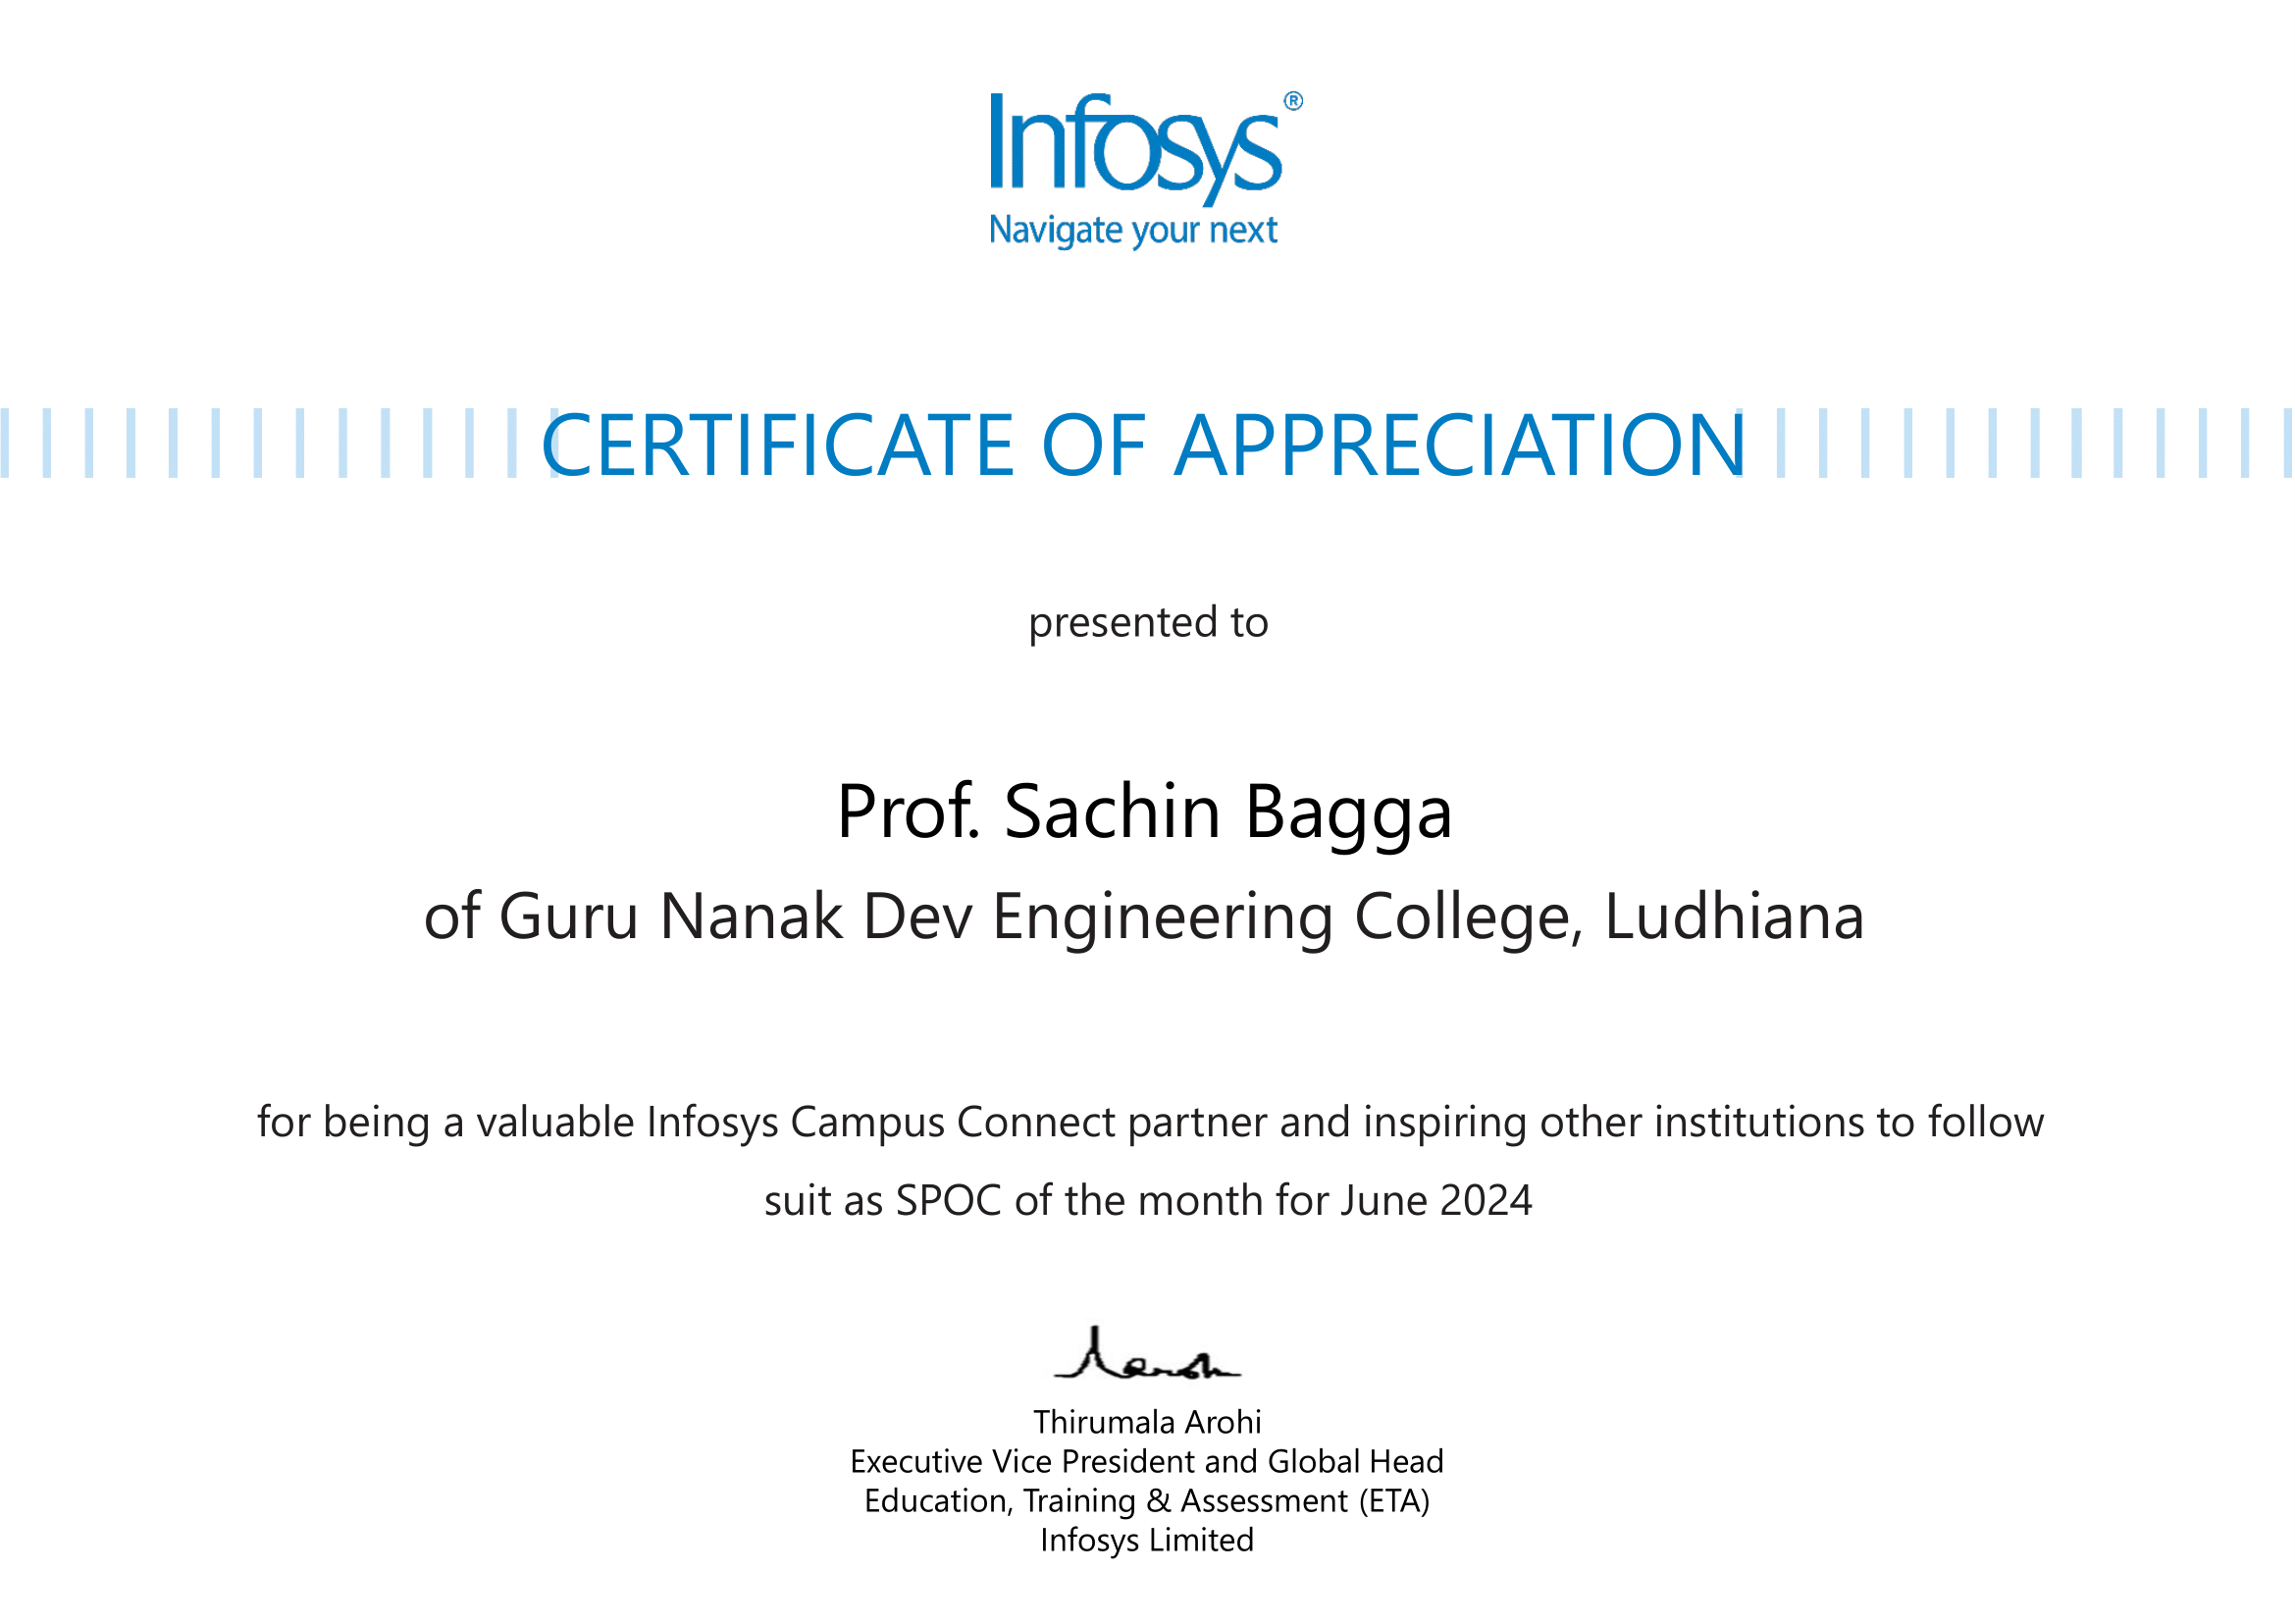 Infosys®
Navigate your next
CERTIFICATE OF APPRECIATION
presented to
Prof. Sachin Bagga
of Guru Nanak Dev Engineering College, Ludhiana
for being a valuable Infosys Campus Connect partner and inspiring other institutions to follow
suit as SPOC of the month for June 2024
Thirumala Arohi
Executive Vice President and Global Head
Education, Training & Assessment (ETA)
Infosys Limited